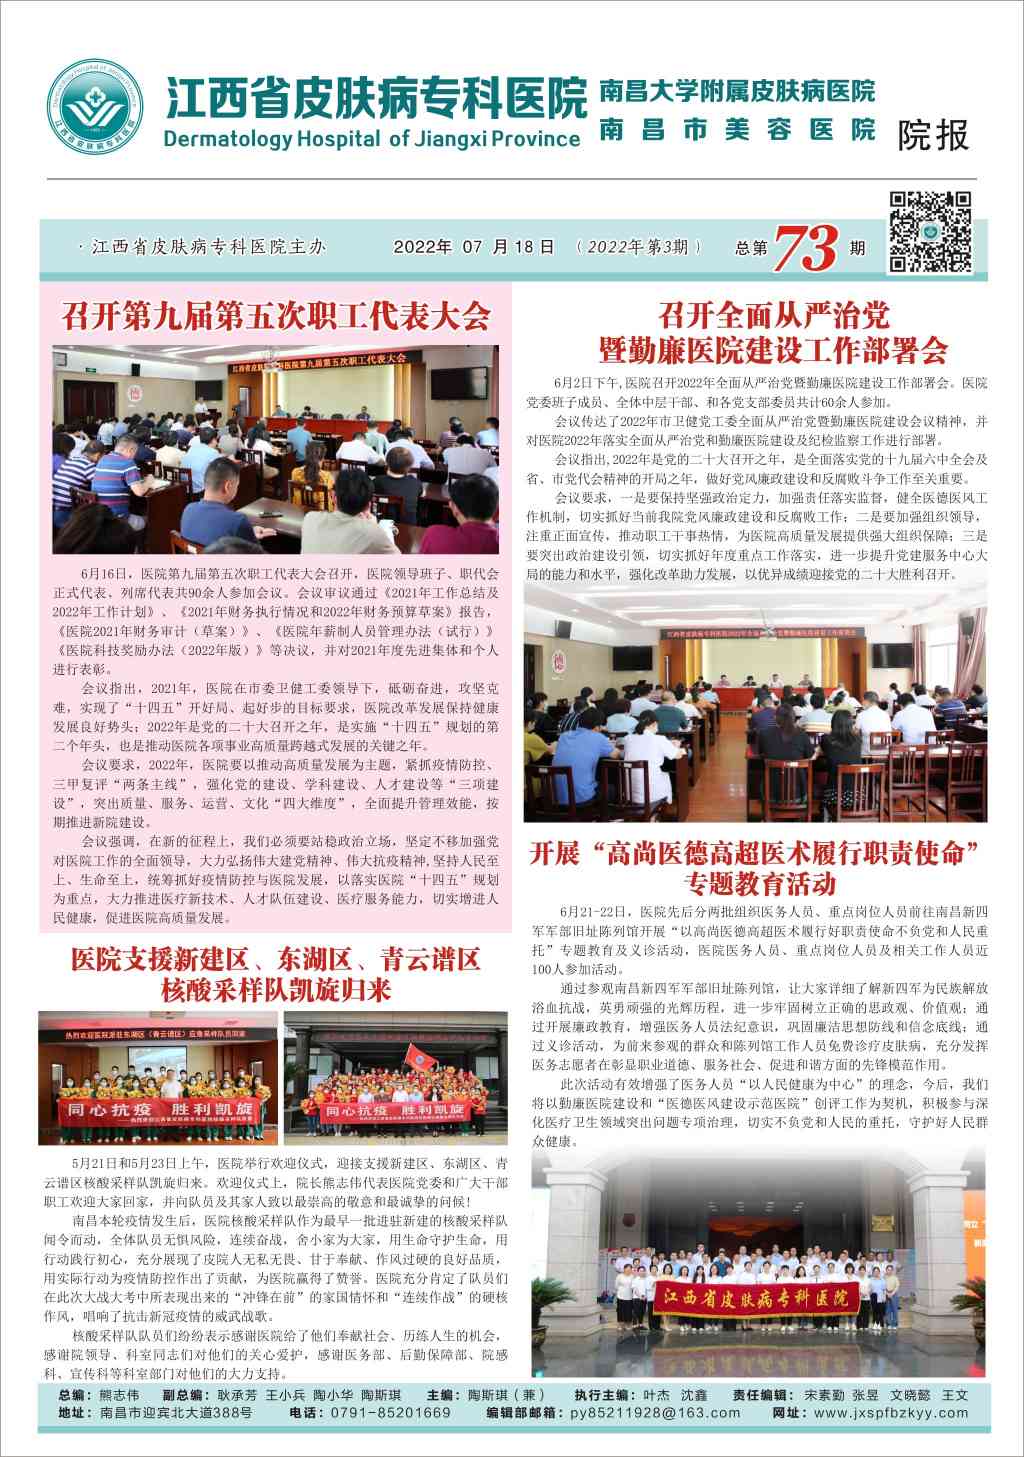 江西省皮肤病专科医院
Dermatology Hospital of Jiangxi Province
南昌大学附属皮肤病医院
南昌市美容医院
院报
·江西省皮肤病专科医院主办
2022年 07 月 18 日
（2022年第3期）
总第73期
召开第九届第五次职工代表大会
6月16日，医院第九届第五次职工代表大会召开，医院领导班子、职代会
正式代表、列席代表共90余人参加会议。会议审议通过《2021年工作总结及
2022年工作计划》、《2021年财务执行情况和2022年财务预算草案》报告，
《医院2021年财务审计（草案）》、《医院年薪制人员管理办法（试行）》
《医院科技奖励办法（2022年版）》等决议，并对2021年度先进集体和个人
进行表彰。
会议指出，2021年，医院在市委卫健工委领导下，砥砺奋进，攻坚克
难，实现了“十四五”开好局、起好步的目标要求，医院改革发展保持健康
发展良好势头；2022年是党的二十大召开之年，是实施“十四五”规划的第
二个年头，也是推动医院各项事业高质量跨越式发展的关键之年。
会议要求，2022年，医院要以推动高质量发展为主题，紧抓疫情防控、
三甲复评“两条主线”，强化党的建设、学科建设、人才建设等“三项建
设”，突出质量、服务、运营、文化“四大维度”，全面提升管理效能，按
期推进新院建设。
会议强调，在新的征程上，我们必须要站稳政治立场，坚定不移加强党
对医院工作的全面领导，大力弘扬伟大建党精神、伟大抗疫精神,坚持人民至
上、生命至上，统筹抓好疫情防控与医院发展，以落实医院“十四五”规划
为重点，大力推进医疗新技术、人才队伍建设、医疗服务能力，切实增进人
民健康，促进医院高质量发展。
医院支援新建区、东湖区、青云谱区
核酸采样队凯旋归来
热烈欢迎医院派驻东湖区（青云谱区）应急采样队员回家
同心抗疫 胜利凯旋
同心抗疫 胜利凯旋
5月21日和5月23日上午，医院举行欢迎仪式，迎接支援新建区、东湖区、青
云谱区核酸采样队凯旋归来。欢迎仪式上，院长熊志伟代表医院党委和广大干部
职工欢迎大家回家，并向队员及其家人致以最崇高的敬意和最诚挚的问候！
南昌本轮疫情发生后，医院核酸采样队作为最早一批进驻新建的核酸采样队
闻令而动，全体队员无惧风险，连续奋战，舍小家为大家，用生命守护生命，用
行动践行初心，充分展现了皮院人无私无畏、甘于奉献、作风过硬的良好品质，
用实际行动为疫情防控作出了贡献，为医院赢得了赞誉。医院充分肯定了队员们
在此次大战大考中所表现出来的“冲锋在前”的家国情怀和“连续作战”的硬核
作风，唱响了抗击新冠疫情的威武战歌。
核酸采样队队员们纷纷表示感谢医院给了他们奉献社会、历练人生的机会，
感谢院领导、科室同志们对他们的关心爱护，感谢医务部、后勤保障部、院感
科、宣传科等科室部门对他们的大力支持。
召开全面从严治党
暨勤廉医院建设工作部署会
6月2日下午,医院召开2022年全面从严治党暨勤廉医院建设工作部署会。医院
党委班子成员、全体中层干部、和各党支部委员共计60余人参加。
会议传达了2022年市卫健党工委全面从严治党暨勤廉医院建设会议精神，并
对医院2022年落实全面从严治党和勤廉医院建设及纪检监察工作进行部署。
会议指出,2022年是党的二十大召开之年，是全面落实党的十九届六中全会及
省、市党代会精神的开局之年，做好党风廉政建设和反腐败斗争工作至关重要。
会议要求，一是要保持坚强政治定力，加强责任落实监督，健全医德医风工
作机制，切实抓好当前我院党风廉政建设和反腐败工作；二是要加强组织领导，
注重正面宣传，推动职工干事热情，为医院高质量发展提供强大组织保障；三是
要突出政治建设引领，切实抓好年度重点工作落实，进一步提升党建服务中心大
局的能力和水平，强化改革助力发展，以优异成绩迎接党的二十大胜利召开。
开展“高尚医德高超医术履行职责使命”
专题教育活动
6月21-22日，医院先后分两批组织医务人员、重点岗位人员前往南昌新四
军军部旧址陈列馆开展“以高尚医德高超医术履行好职责使命不负党和人民重
托”专题教育及义诊活动，医院医务人员、重点岗位人员及相关工作人员近
100人参加活动。
通过参观南昌新四军军部旧址陈列馆，让大家详细了解新四军为民族解放
浴血抗战，英勇顽强的光辉历程，进一步牢固树立正确的思政观、价值观；通
过开展廉政教育，增强医务人员法纪意识，巩固廉洁思想防线和信念底线；通
过义诊活动，为前来参观的群众和陈列馆工作人员免费诊疗皮肤病，充分发挥
医务志愿者在彰显职业道德、服务社会、促进和谐方面的先锋模范作用。
此次活动有效增强了医务人员“以人民健康为中心”的理念，今后，我们
将以勤廉医院建设和“医德医风建设示范医院”创评工作为契机，积极参与深
化医疗卫生领域突出问题专项治理，切实不负党和人民的重托，守护好人民群
众健康。
江西省皮肤病专科医院
总编：熊志伟 副总编：耿承芳 王小兵 陶小华 陶斯琪 主编：陶斯琪（兼） 执行主编：叶杰 沈鑫 责任编辑：宋素勤 张昱 文晓懿 王文
地址：南昌市迎宾北大道388号 电话：0791-85201669 编辑部邮箱：py85211928@163.com 网址：www.jxspfbzkyy.com